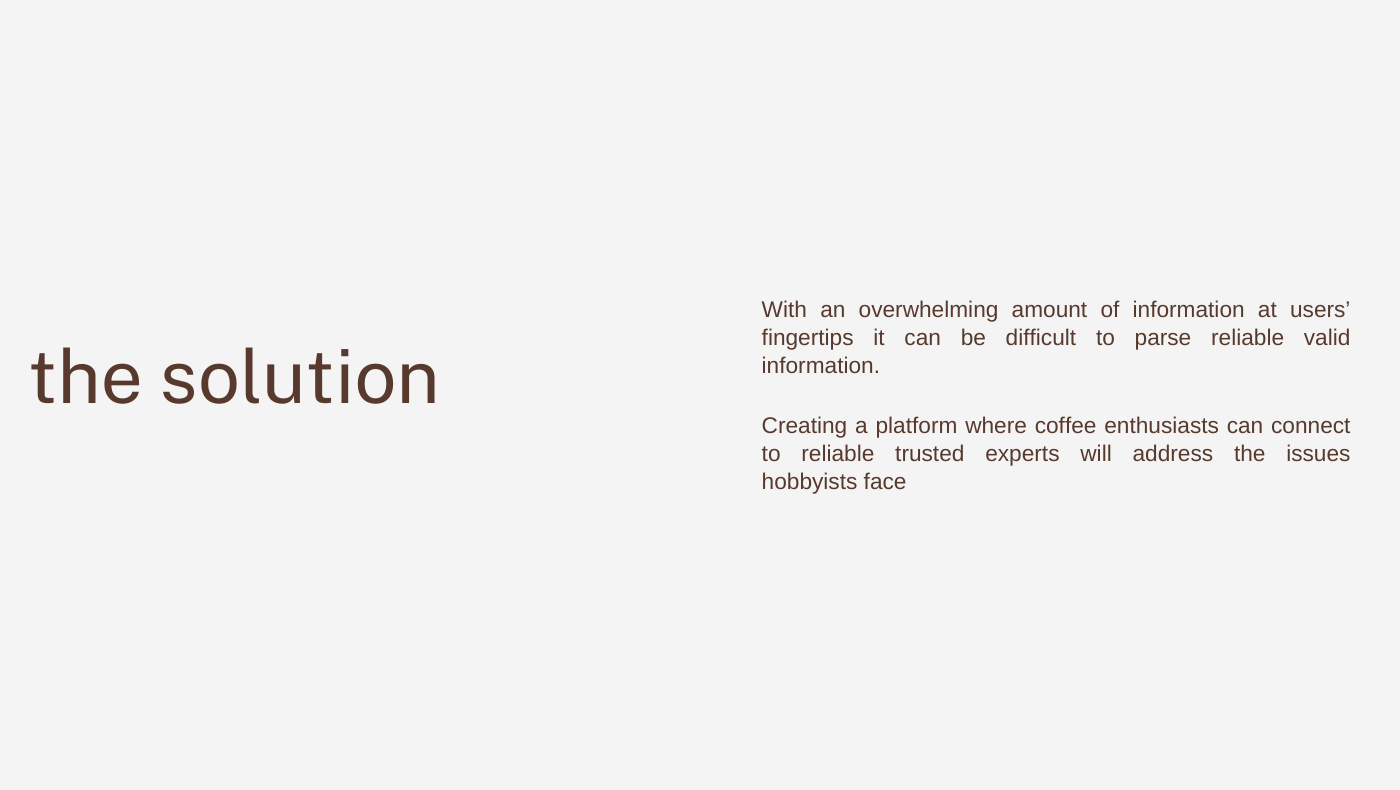 the solution
With an overwhelming amount of information at users’
fingertips it can be difficult to parse reliable valid
information.
Creating a platform where coffee enthusiasts can connect
to reliable trusted experts will address the issues
hobbyists face